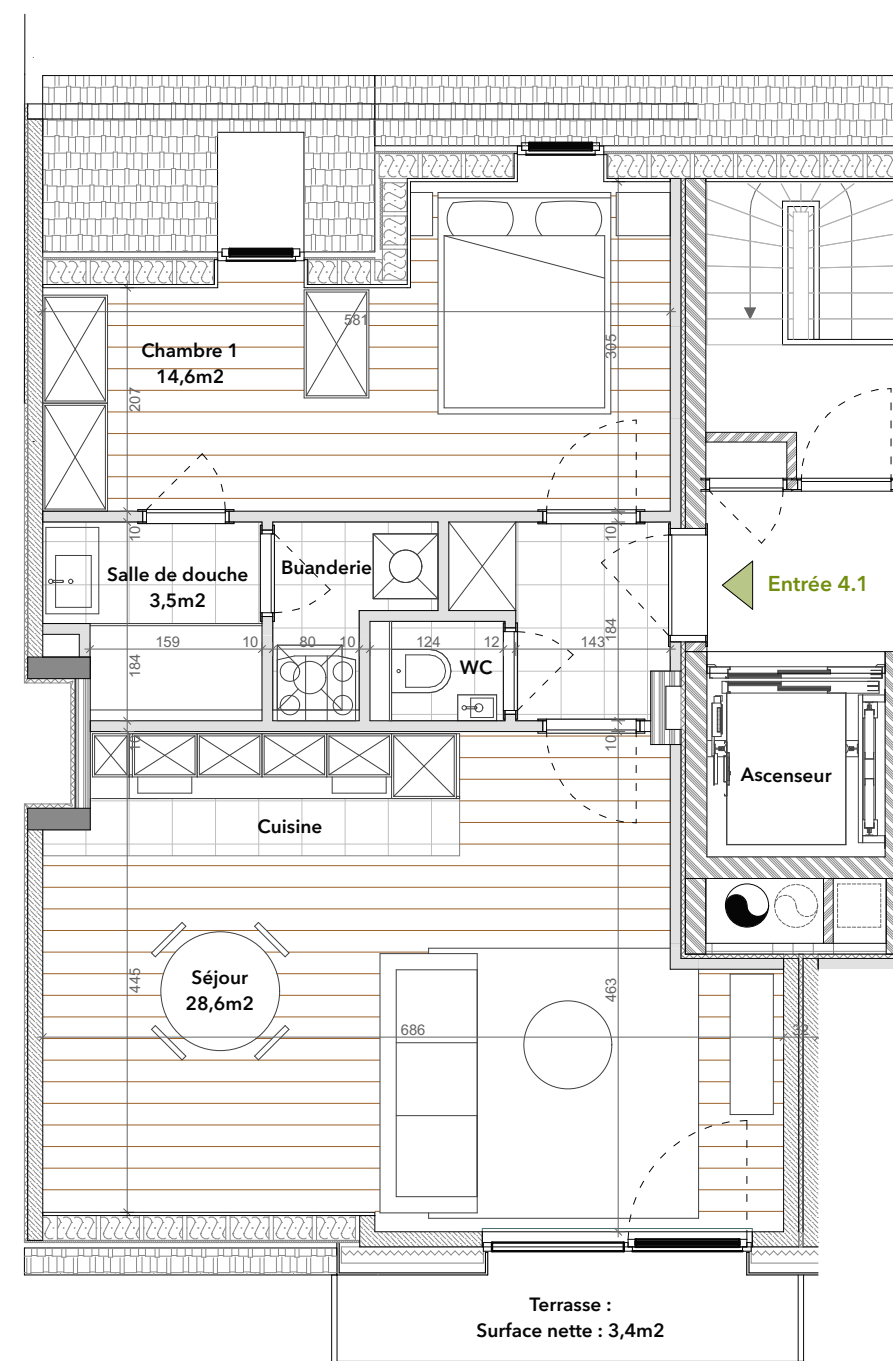 581
305
Chambre 1
14,6m2
207
10
10
Salle de douche
3,5m2
Buanderie
Entrée 4.1
184
159
10
80
10
124
12
143
184
WC
10
10
Ascenseur
Cuisine
Séjour
28,6m2
445
463
686
32
Terrasse :
Surface nette : 3,4m2